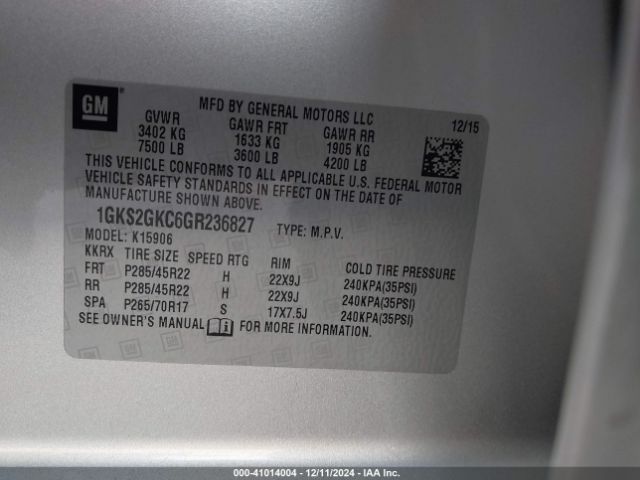 GM
MFD BY GENERAL MOTORS LLC
12/15
GVWR GAWR FRT GAWR RR
3402 KG 1633 KG 1905 KG
7500 LB 3600 LB 4200 LB
THIS VEHICLE CONFORMS TO ALL APPLICABLE U.S. FEDERAL MOTOR
VEHICLE SAFETY STANDARDS IN EFFECT ON THE DATE OF
MANUFACTURE SHOWN ABOVE.
1GKS2GKC6GR236827 TYPE: M.P.V.
MODEL: K15906
KKRX TIRE SIZE SPEED RTG RIM COLD TIRE PRESSURE
FRT P285/45R22 H 22X9J 240KPA(35PSI)
RR P285/45R22 H 22X9J 240KPA(35PSI)
SPA P265/70R17 S 17X7.5J 240KPA(35PSI)
SEE OWNER'S MANUAL FOR MORE INFORMATION.
000-41014004 - 12/11/2024 - IAA Inc.